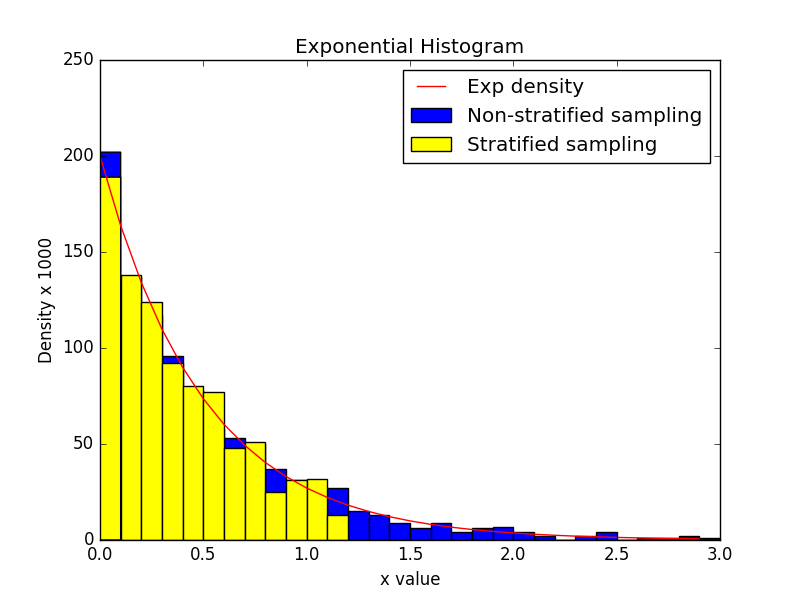 Exponential Histogram
Exp density
Non-stratified sampling
Stratified sampling
250
200
150
100
50
0
Density x 1000
0.0 0.5 1.0 1.5 2.0 2.5 3.0
x value